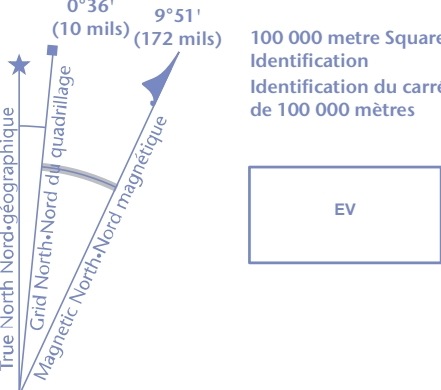 0°36'
(10 mils)
9°51'
(172 mils)
True North Nord•géographique
Grid North•Nord du quadrillage
Magnetic North•Nord magnétique
100 000 metre Square
Identification
Identification du carré
de 100 000 mètres
EV